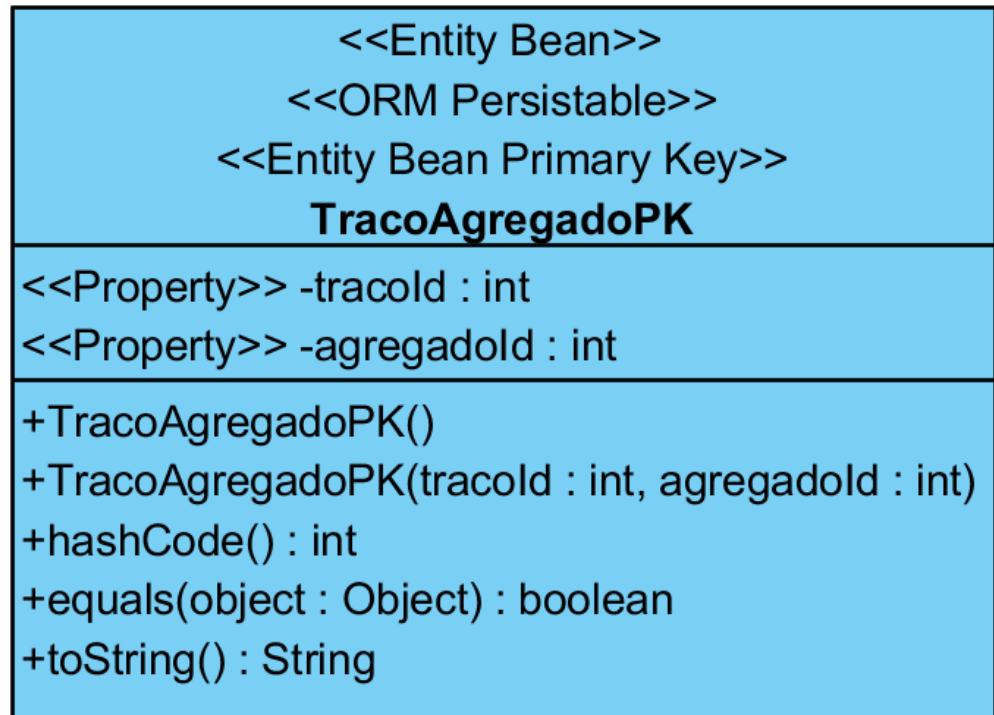 <<Entity Bean>>
<<ORM Persistable>>
<<Entity Bean Primary Key>>
TracoAgregadoPK
<<Property>> -tracoId : int
<<Property>> -agregadoId : int
+TracoAgregadoPK()
+TracoAgregadoPK(tracoId : int, agregadoId : int)
+hashCode() : int
+equals(object : Object) : boolean
+toString() : String